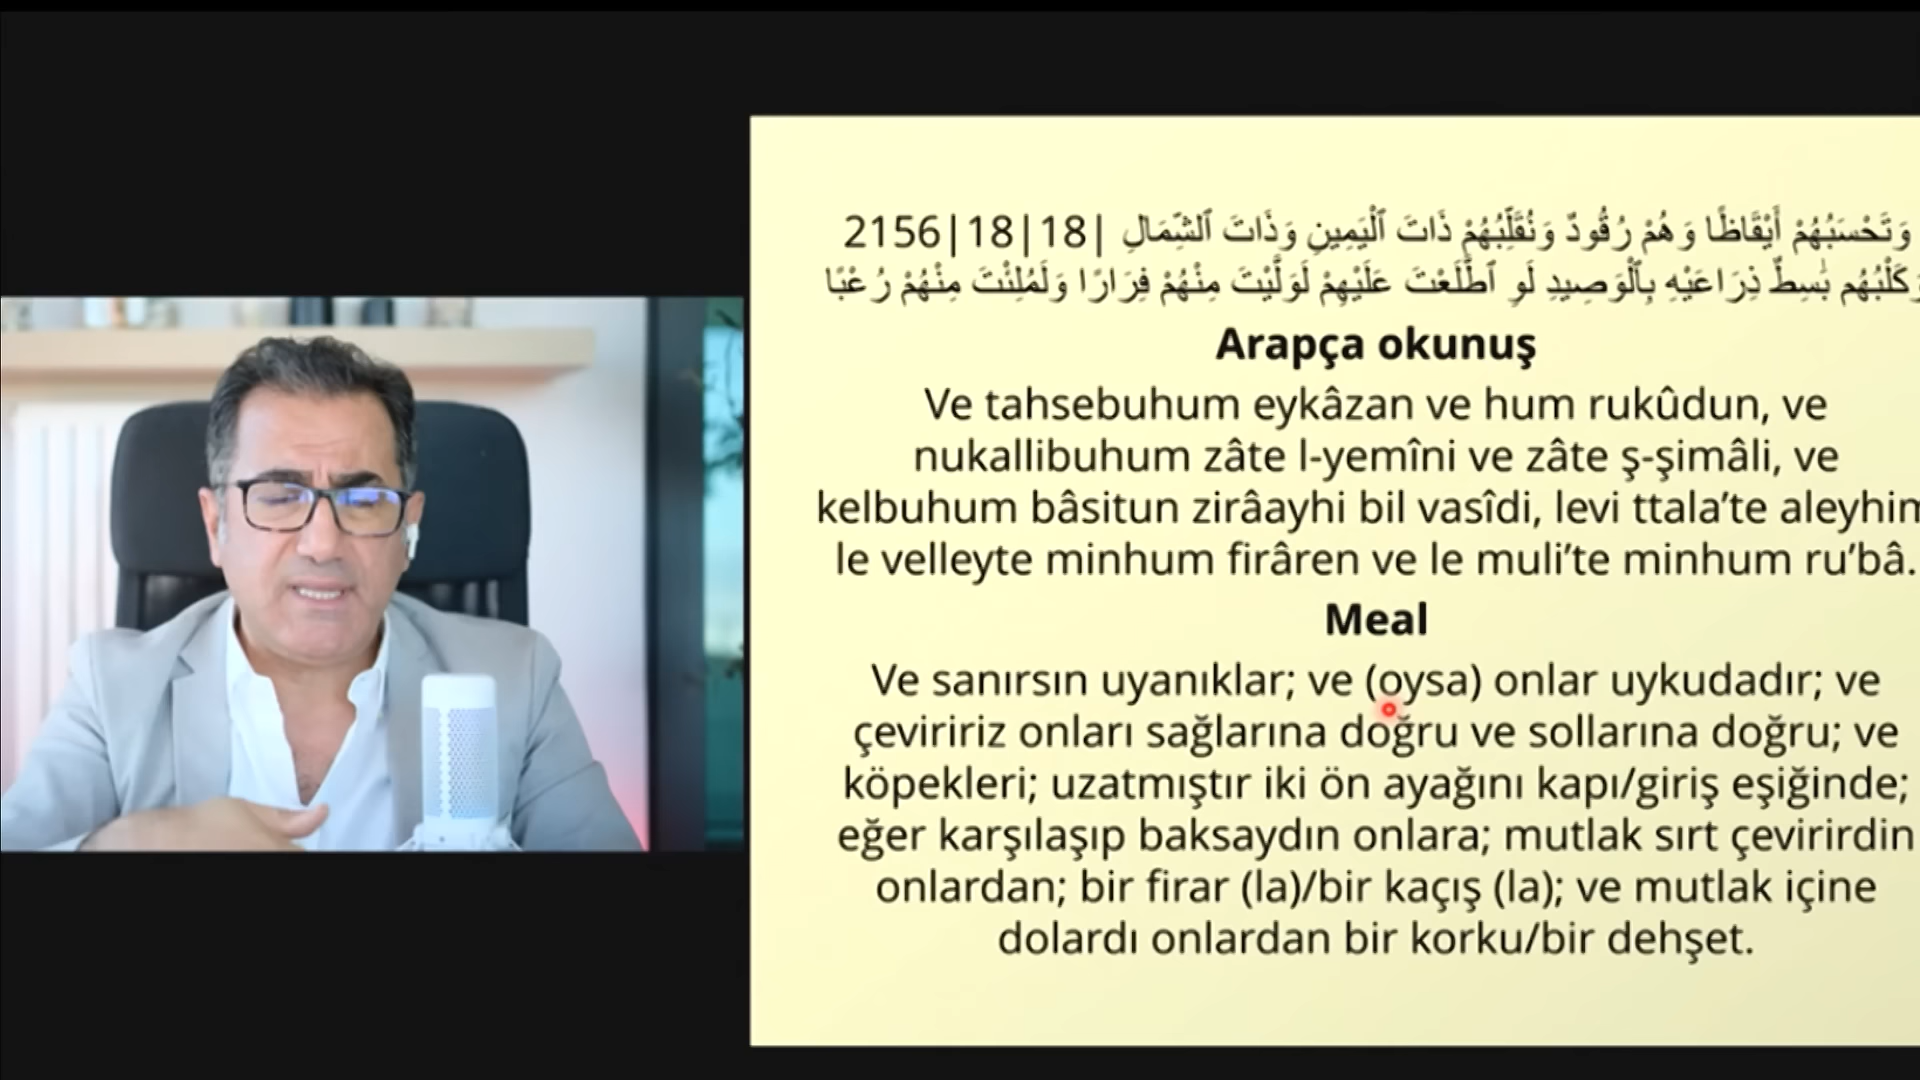 2156|18|18| وَتَحْسَبُهُمْ أَيْقَاظًا وَهُمْ رُقُودٌ وَنُقَلِّبُهُمْ ذَاتَ ٱلْيَمِينِ وَذَاتَ ٱلشِّمَالِ
وَكَلْبُهُم بَٰسِطٌ ذِرَاعَيْهِ بِٱلْوَصِيدِ لَوِ ٱطَّلَعْتَ عَلَيْهِمْ لَوَلَّيْتَ مِنْهُمْ فِرَارًا وَلَمُلِئْتَ مِنْهُمْ رُعْبًا
Arapça okunuş
Ve tahsebuhum eykâzan ve hum rukûdun, ve
nukallibuhum zâte l-yemîni ve zâte ş-şimâli, ve
kelbuhum bâsitun zirâayhi bil vasîdi, levi ttala’te aleyhim
le velleyte minhum firâren ve le muli’te minhum ru’bâ.
Meal
Ve sanırsın uyanıklar; ve (oysa) onlar uykudadır; ve
çeviririz onları sağlarına doğru ve sollarına doğru; ve
köpekleri; uzatmıştır iki ön ayağını kapı/giriş eşiğinde;
eğer karşılaşıp baksaydın onlara; mutlak sırt çevirirdin
onlardan; bir firar (la)/bir kaçış (la); ve mutlak içine
dolardı onlardan bir korku/bir dehşet.